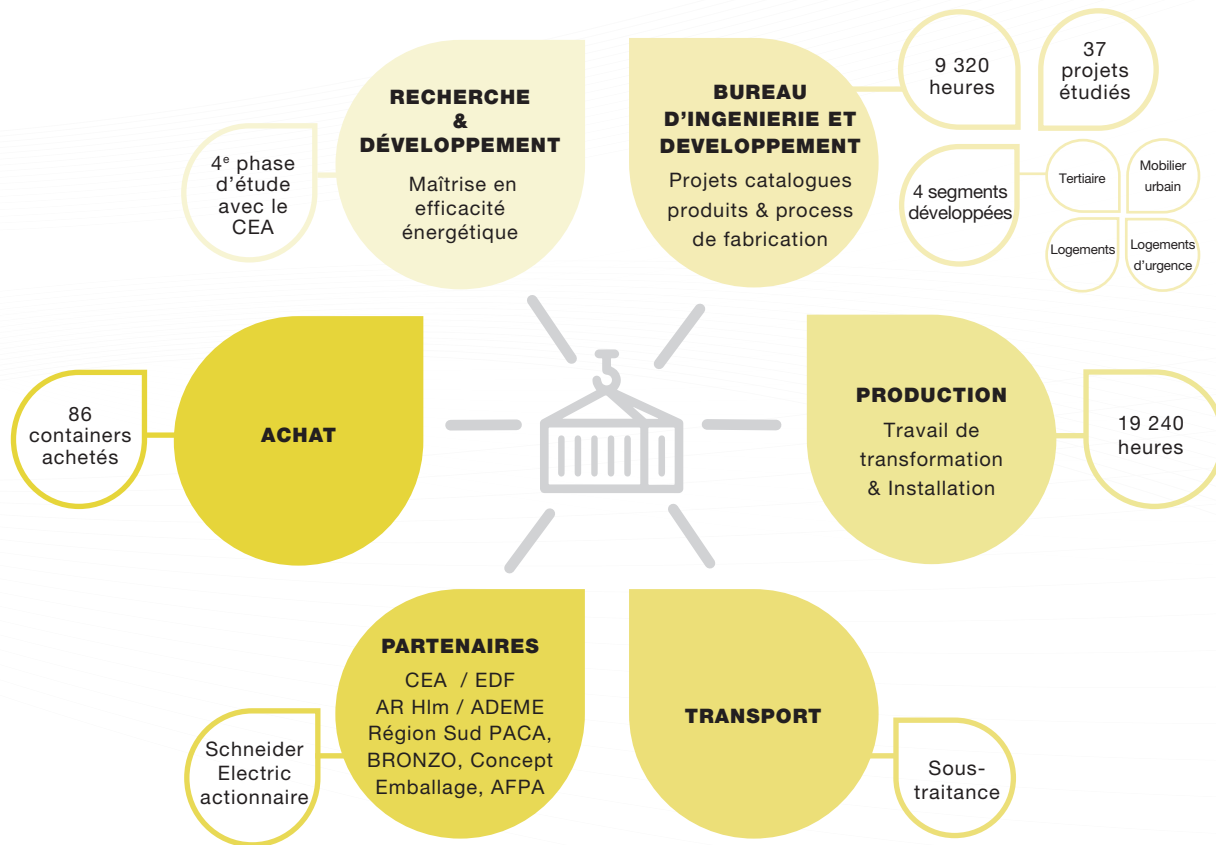 RECHERCHE
&
DÉVELOPPEMENT
Maîtrise en
efficacité
énergétique
4e phase
d'étude
avec le
CEA
BUREAU
D'INGENIERIE ET
DEVELOPPEMENT
Projets catalogues
produits & process
de fabrication
9 320
heures
37
projets
étudiés
4 segments
développées
Tertiaire
Mobilier
urbain
Logements
Logements
d'urgence
ACHAT
86
containers
achetés
PRODUCTION
Travail de
transformation
& Installation
19 240
heures
PARTENAIRES
CEA / EDF
AR Hlm / ADEME
Région Sud PACA,
BRONZO, Concept
Emballage, AFPA
Schneider
Electric
actionnaire
TRANSPORT
Sous-
traitance